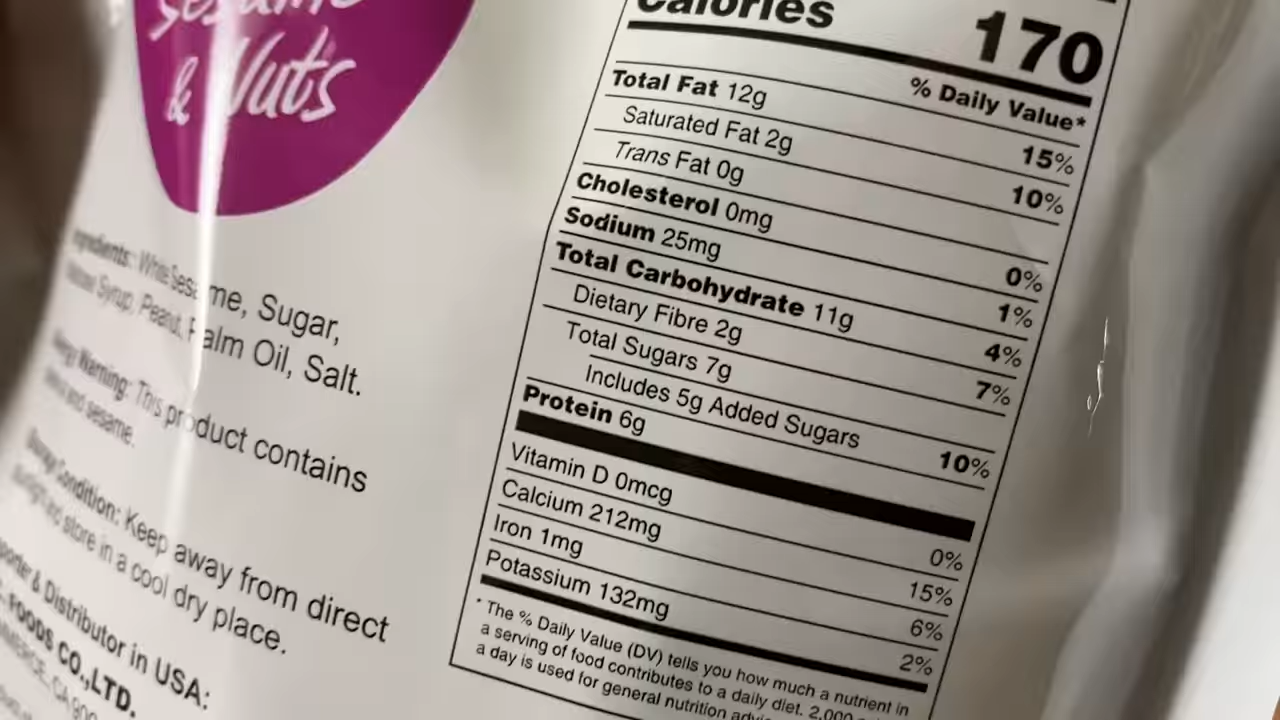 Sesame
& Nuts
Ingredients: White Sesame, Sugar,
Syrup, Peanut, Palm Oil, Salt.
Warning: This product contains
and sesame.
Storage Condition: Keep away from direct
and store in a cool dry place.
& Distributor in USA:
FOODS CO.,LTD.
Calories 170
% Daily Value*
Total Fat 12g 15%
Saturated Fat 2g 10%
Trans Fat 0g
Cholesterol 0mg 0%
Sodium 25mg 1%
Total Carbohydrate 11g 4%
Dietary Fibre 2g 7%
Total Sugars 7g
Includes 5g Added Sugars 10%
Protein 6g
Vitamin D 0mcg 0%
Calcium 212mg 15%
Iron 1mg 6%
Potassium 132mg 2%
* The % Daily Value (DV) tells you how much a nutrient in
a serving of food contributes to a daily diet. 2,000
a day is used for general nutrition